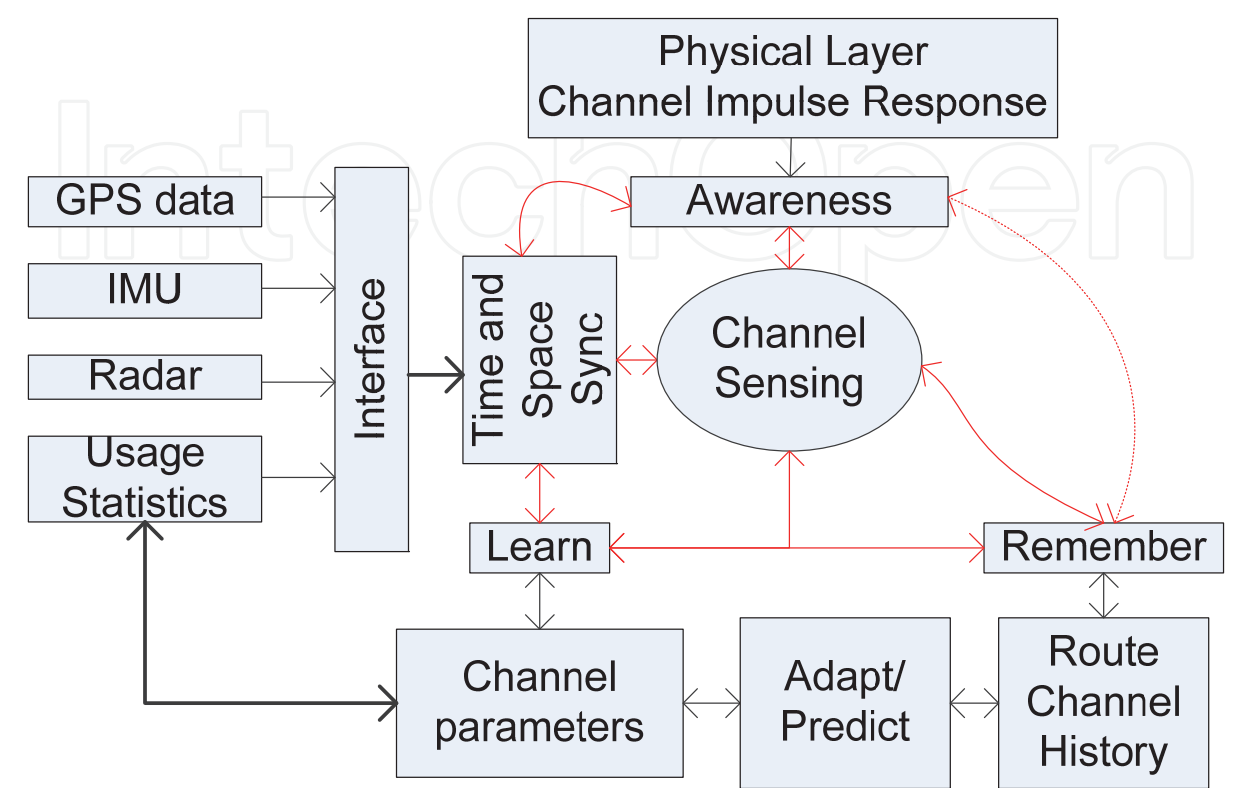 Physical Layer
Channel Impulse Response
IntechOpen
GPS data
Awareness
IMU
Interface
Time and
Space
Sync
Channel
Sensing
Radar
Usage
Statistics
Learn
Remember
Channel
parameters
Adapt/
Predict
Route
Channel
History